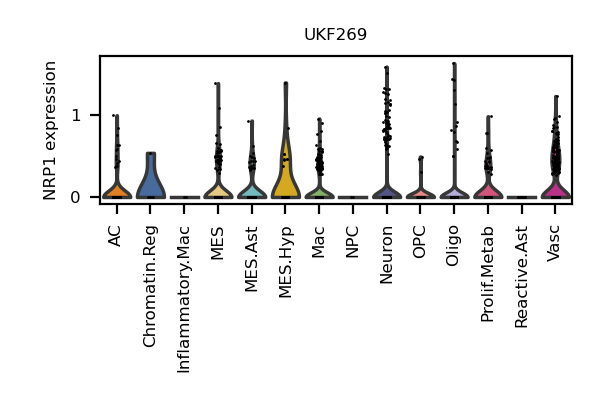 UKF269
NRP1 expression
1
0
AC
Chromatin.Reg
Inflammatory.Mac
MES
MES.Ast
MES.Hyp
Mac
NPC
Neuron
OPC
Oligo
Prolif.Metab
Reactive.Ast
Vasc